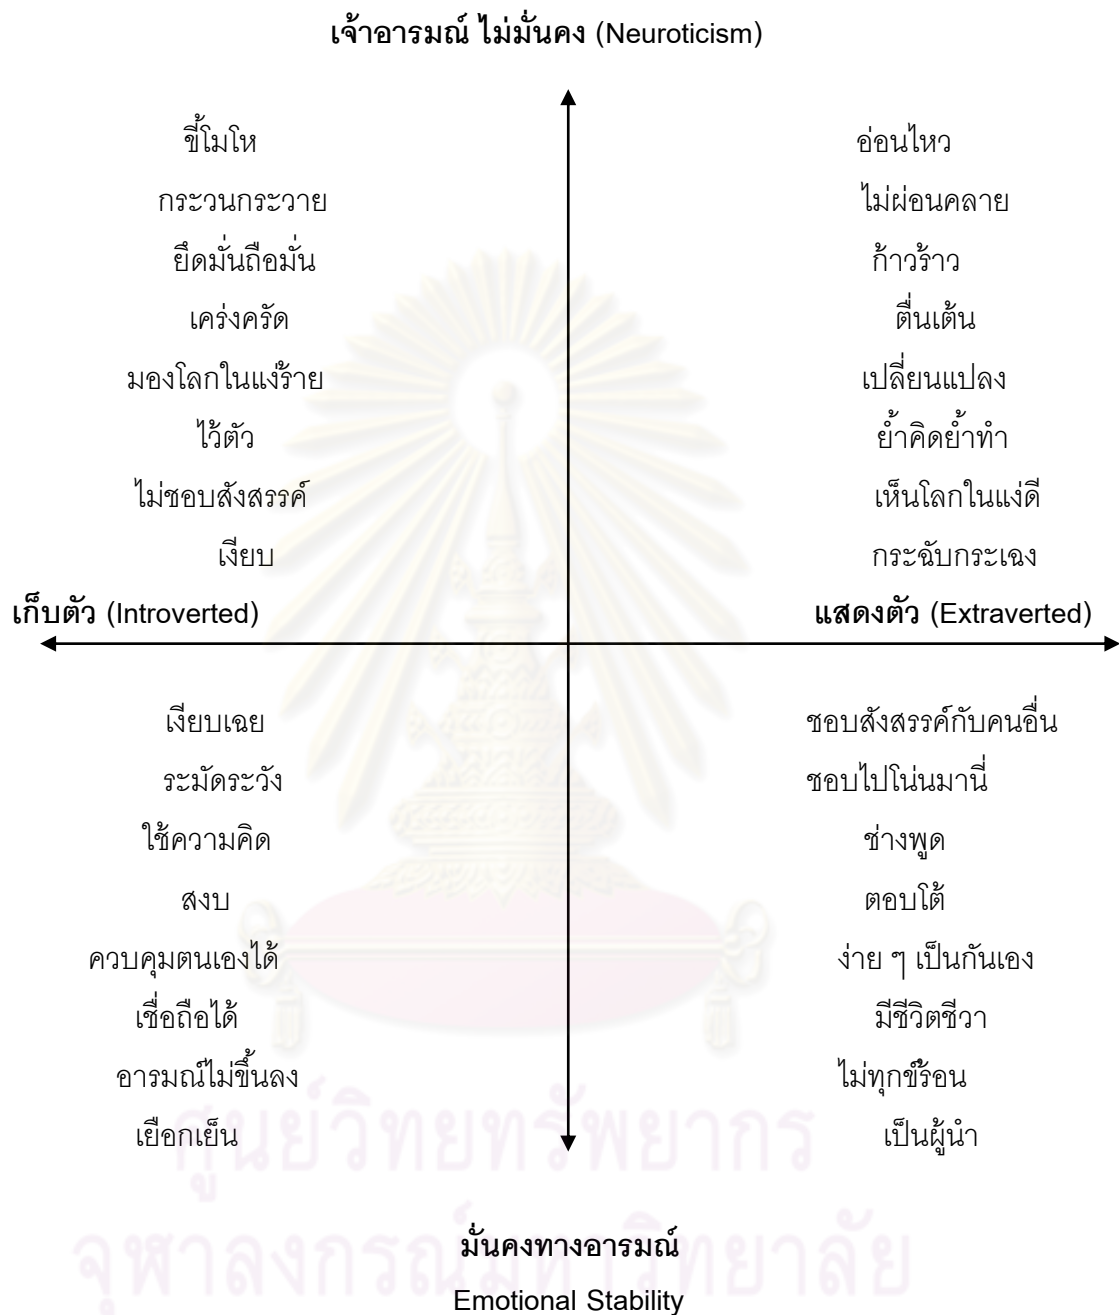 เจ้าอารมณ์ ไม่มั่นคง (Neuroticism)
ขี้โมโห อ่อนไหว
กระวนกระวาย ไม่ผ่อนคลาย
ยึดมั่นถือมั่น ก้าวร้าว
เคร่งครัด ตื่นเต้น
มองโลกในแง่ร้าย เปลี่ยนแปลง
ไว้ตัว ย้ำคิดย้ำทำ
ไม่ชอบสังสรรค์ เห็นโลกในแง่ดี
เงียบ กระฉับกระเฉง
เก็บตัว (Introverted) แสดงตัว (Extraverted)
เงียบเฉย ชอบสังสรรค์กับคนอื่น
ระมัดระวัง ชอบไปโน่นมานี่
ใช้ความคิด ช่างพูด
สงบ ตอบโต้
ควบคุมตนเองได้ ง่าย ๆ เป็นกันเอง
เชื่อถือได้ มีชีวิตชีวา
อารมณ์ไม่ขึ้นลง ไม่ทุกข์ร้อน
เยือกเย็น เป็นผู้นำ
ศูนย์วิทยทรัพยากร
มั่นคงทางอารมณ์
จุฬาลงกรณ์มหาวิทยาลัย
Emotional Stability